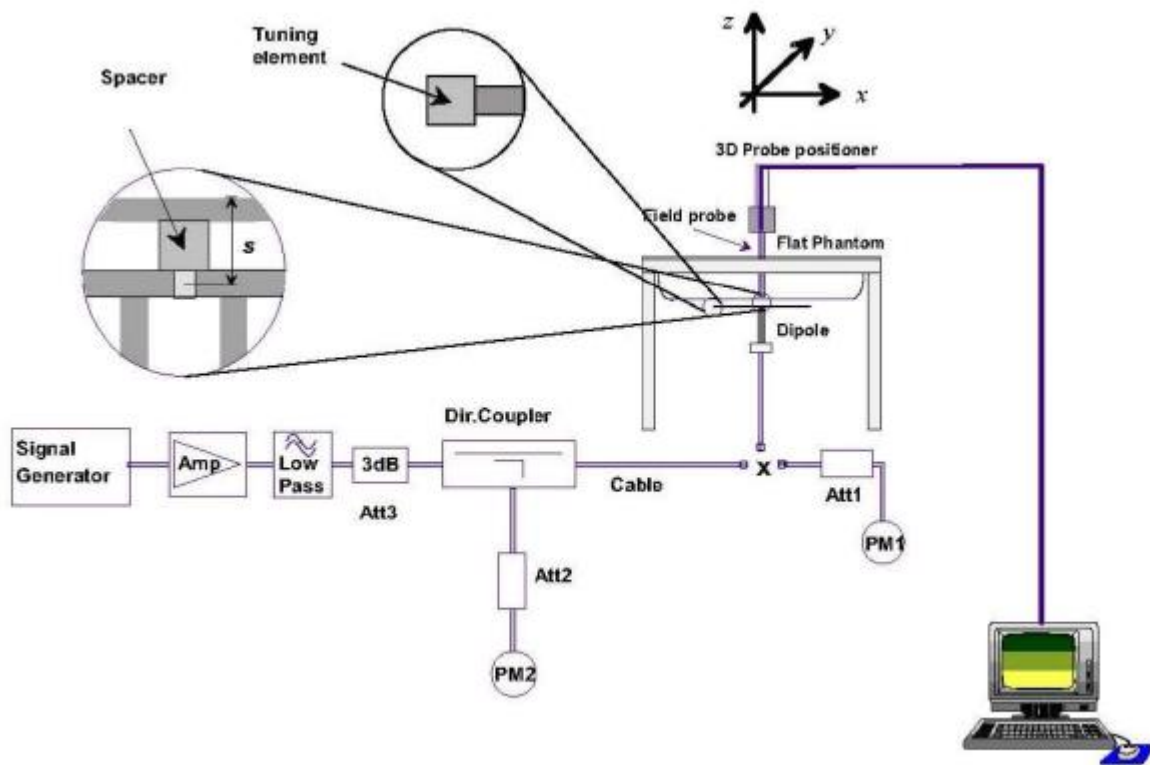 Tuning
element
Spacer
s
z
y
x
3D Probe positioner
Field probe
Flat Phantom
Dipole
Dir.Coupler
Signal
Generator
Amp
Low
Pass
3dB
Att3
Cable
x
Att1
PM1
Att2
PM2